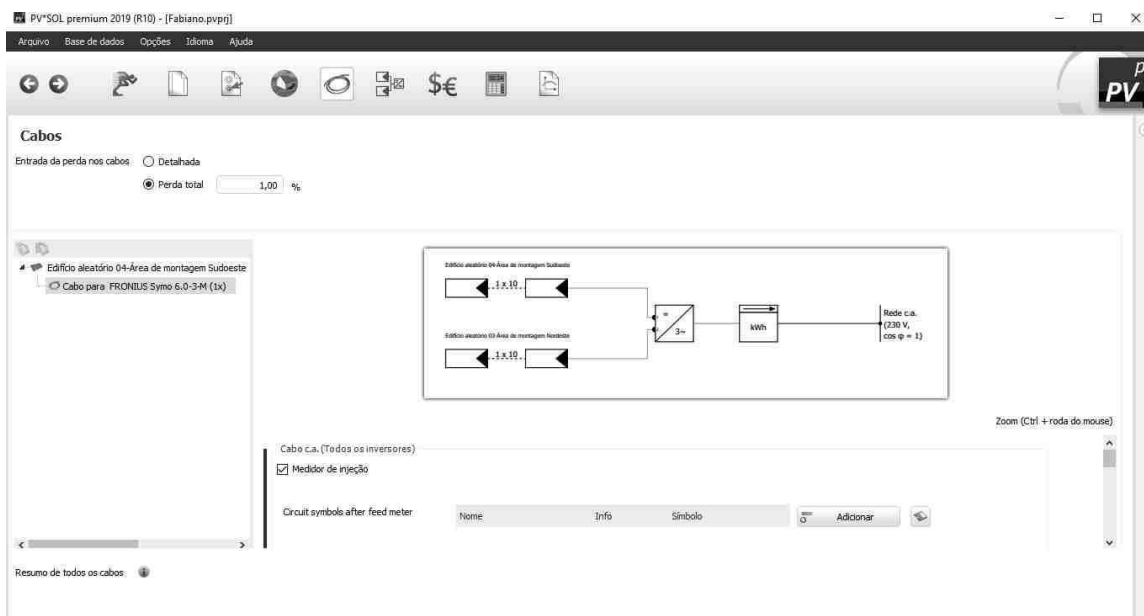 PV*SOL premium 2019 (R10) - [Fabiano.pvprj]
Arquivo Base de dados Opções Idioma Ajuda
$€
PV
Cabos
Entrada da perda nos cabos Detalhada
Perda total 1,00 %
Edifício aleatório 04-Área de montagem Sudoeste
Cabo para FRONIUS Symo 6.0-3-M (1x)
Edifício aleatório 04-Área de montagem Sudoeste
1 x 10
Edifício aleatório 03-Área de montagem Nordeste
1 x 10
=
3~
kWh
Rede c.a.
(230 V,
cos φ = 1)
Zoom (Ctrl + roda do mouse)
Cabo c.a. (Todos os inversores)
Medidor de injeção
Circuit symbols after feed meter Nome Info Símbolo Adicionar
Resumo de todos os cabos